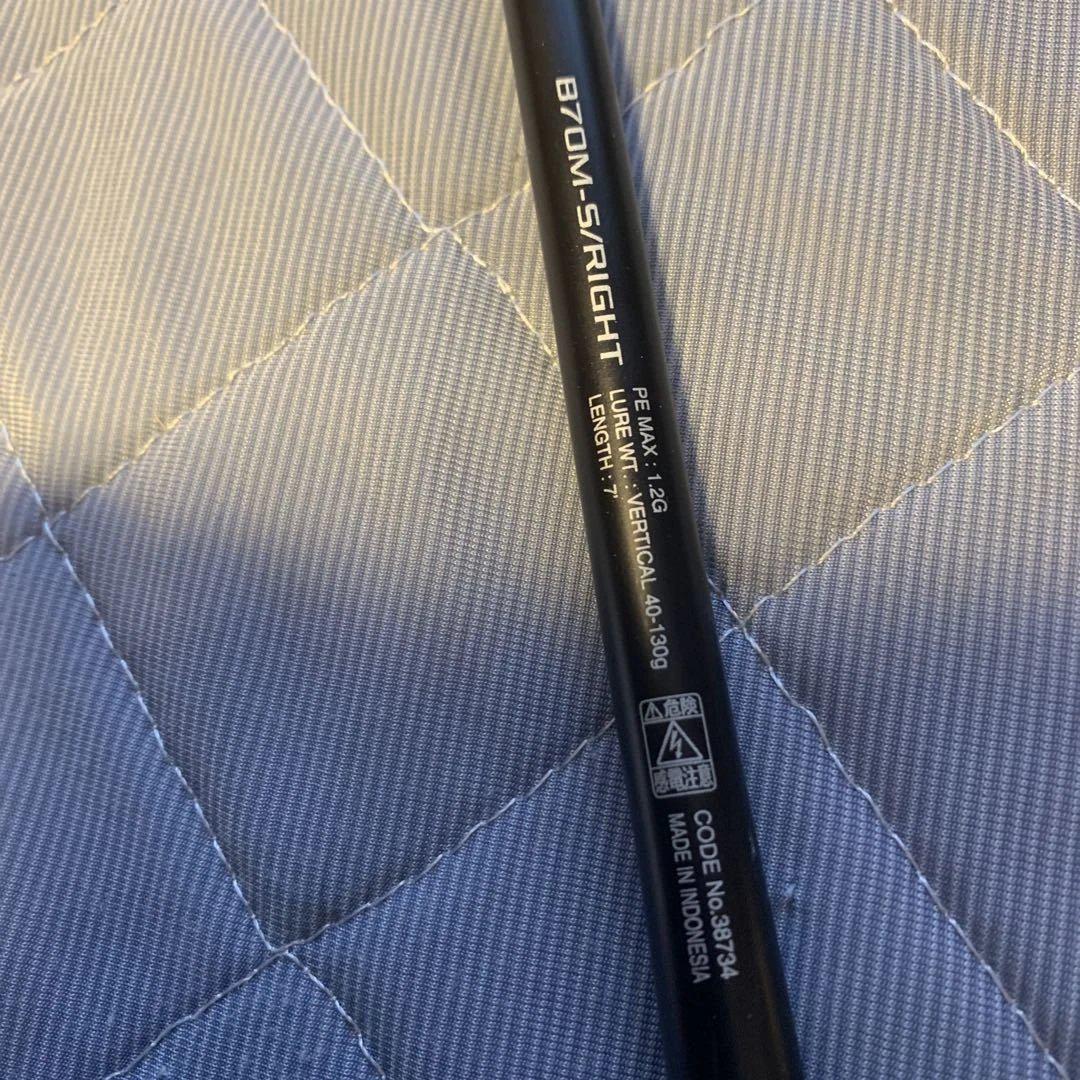 B70M-S/RIGHT
PE MAX : 1.2G
LURE WT. : VERTICAL 40-130g
LENGTH : 7'
危険
感電注意
CODE No.38734
MADE IN INDONESIA